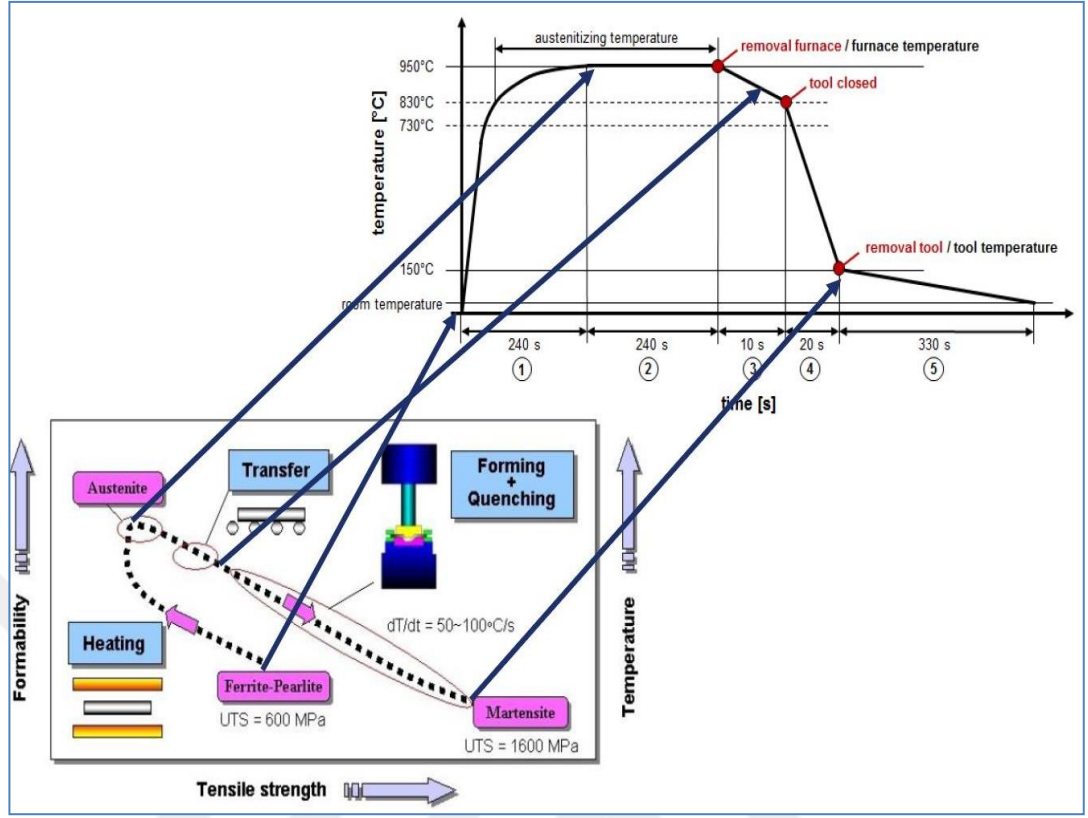 austenitizing temperature
removal furnace / furnace temperature
950°C
tool closed
830°C
730°C
temperature [°C]
removal tool / tool temperature
150°C
room temperature
240 s
240 s
10 s
20 s
330 s
1
2
3
4
5
time [s]
Transfer
Forming
+
Quenching
Austenite
Formability
Temperature
dT/dt = 50~100°C/s
Heating
Ferrite-Pearlite
UTS = 600 MPa
Martensite
UTS = 1600 MPa
Tensile strength